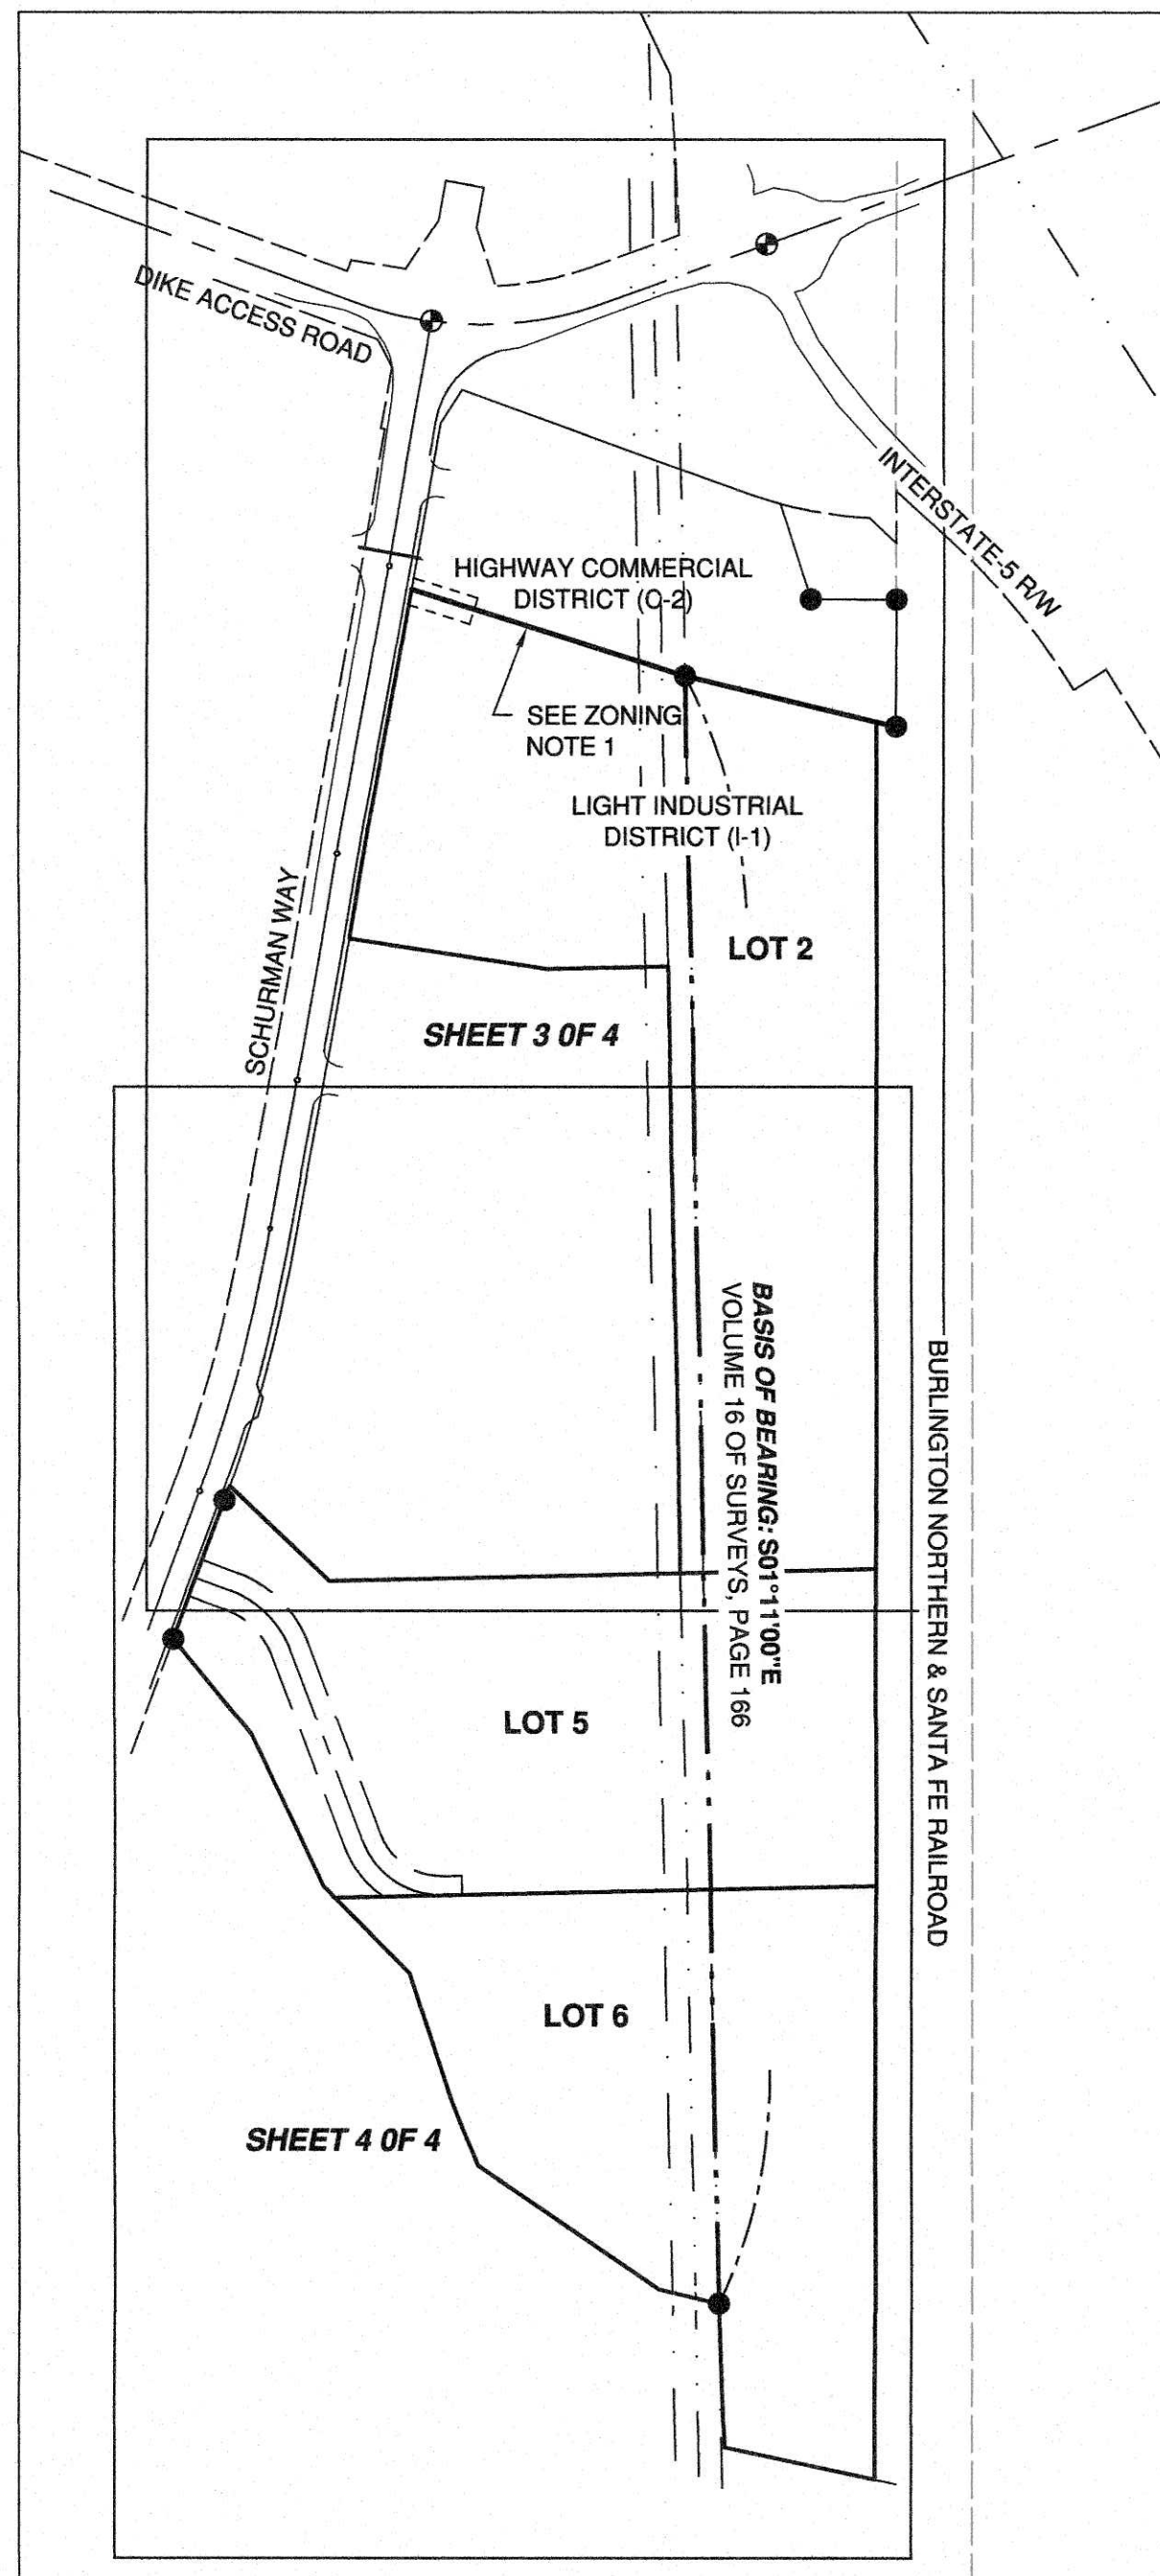 DIKE ACCESS ROAD
INTERSTATE-5 R/W
HIGHWAY COMMERCIAL
DISTRICT (C-2)
SEE ZONING
NOTE 1
LIGHT INDUSTRIAL
DISTRICT (I-1)
SCHURMAN WAY
LOT 2
SHEET 3 0F 4
BASIS OF BEARING: S01°11'00"E
VOLUME 16 OF SURVEYS, PAGE 166
BURLINGTON NORTHERN & SANTA FE RAILROAD
LOT 5
LOT 6
SHEET 4 0F 4